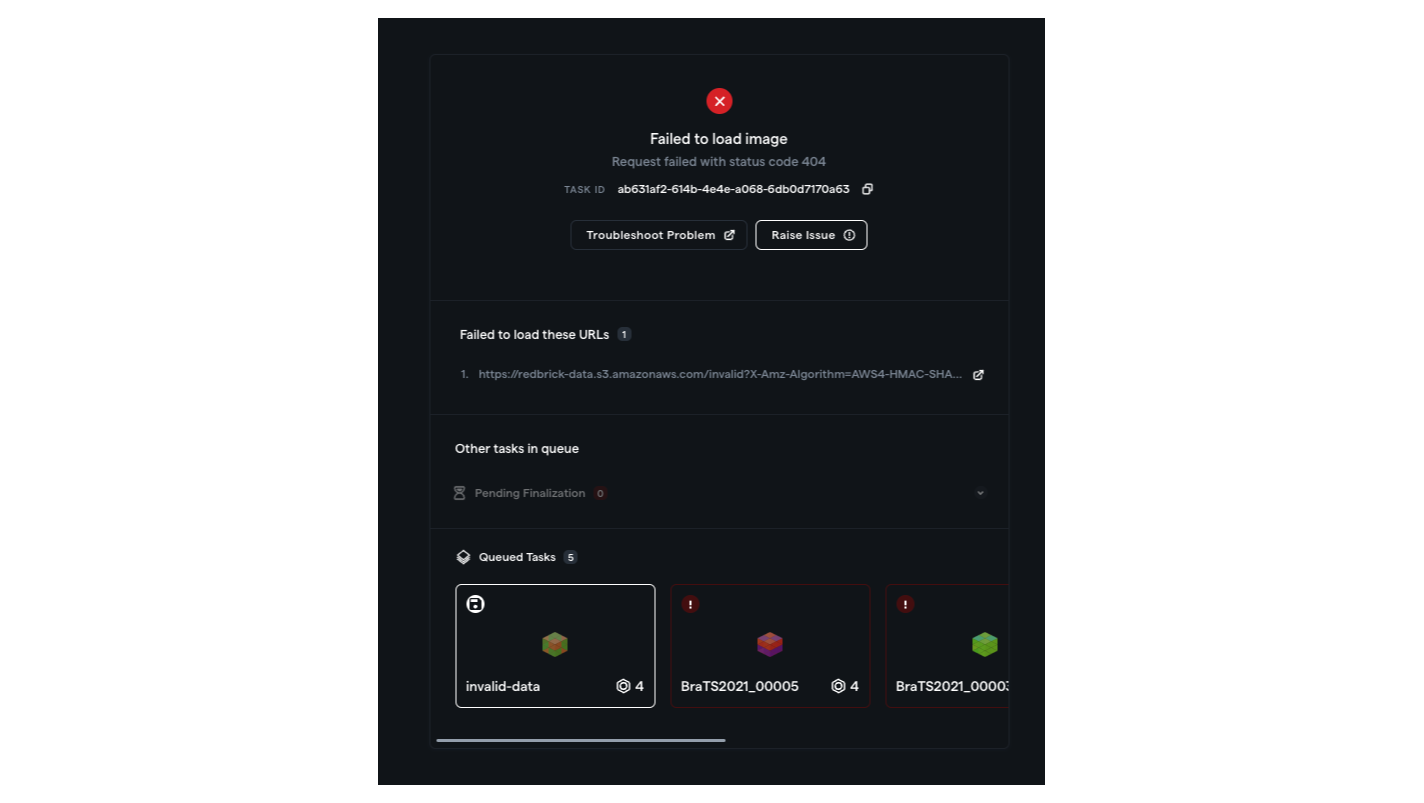 Failed to load image
Request failed with status code 404
TASK ID ab631af2-614b-4e4e-a068-6db0d7170a63
Troubleshoot Problem Raise Issue
Failed to load these URLs 1
1. https://redbrick-data.s3.amazonaws.com/invalid?X-Amz-Algorithm=AWS4-HMAC-SHA...
Other tasks in queue
Pending Finalization 0
Queued Tasks 5
invalid-data 4 BraTS2021_00005 4 BraTS2021_0000